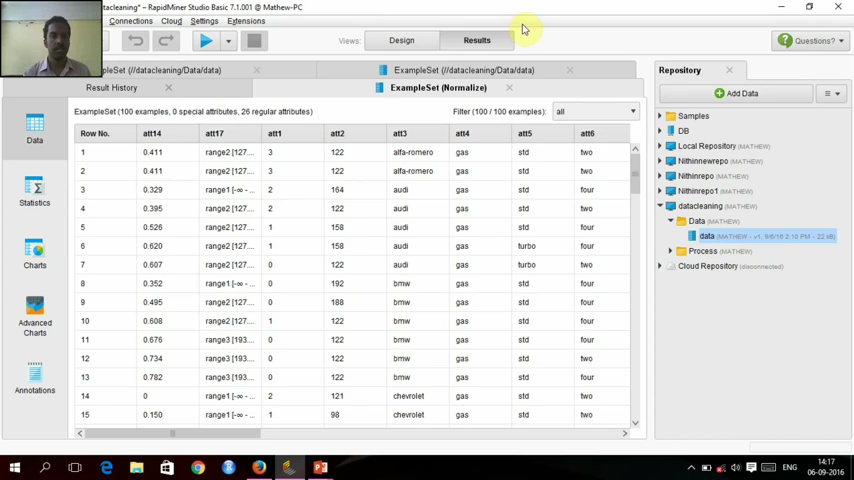 atacleaning* – RapidMiner Studio Basic 7.1.001 @ Mathew-PC
Connections Cloud Settings Extensions
Views: Design Results Questions?
ExampleSet (//datacleaning/Data/data) ExampleSet (//datacleaning/Data/data)
Result History ExampleSet (Normalize)
ExampleSet (100 examples, 0 special attributes, 26 regular attributes) Filter (100 / 100 examples): all
Row No. att14 att17 att1 att2 att3 att4 att5 att6
1 0.411 range2 [127.... 3 122 alfa-romero gas std two
2 0.411 range2 [127.... 3 122 alfa-romero gas std two
3 0.329 range1 [-∞ - ... 2 164 audi gas std four
4 0.395 range2 [127.... 2 122 audi gas std four
5 0.526 range2 [127.... 1 158 audi gas std four
6 0.620 range2 [127.... 1 158 audi gas turbo four
7 0.607 range2 [127.... 0 122 audi gas turbo two
8 0.352 range1 [-∞ - ... 0 192 bmw gas std four
9 0.495 range2 [127.... 0 188 bmw gas std four
10 0.608 range2 [127.... 1 122 bmw gas std four
11 0.676 range3 [193.... 0 122 bmw gas std four
12 0.734 range3 [193.... 0 122 bmw gas std two
13 0.782 range3 [193.... 0 122 bmw gas std four
14 0 range1 [-∞ - ... 2 121 chevrolet gas std two
15 0.150 range1 [-∞ - ... 1 98 chevrolet gas std two
Data
Statistics
Charts
Advanced
Charts
Annotations
Repository
Add Data
Samples
DB
Local Repository (MATHEW)
Nithinnewrepo (MATHEW)
Nithinrepo (MATHEW)
Nithinrepo1 (MATHEW)
datacleaning (MATHEW)
Data (MATHEW)
data (MATHEW – v1, 9/6/16 2:10 PM – 22 kB)
Process (MATHEW)
Cloud Repository (disconnected)
ENG
14:17
06-09-2016